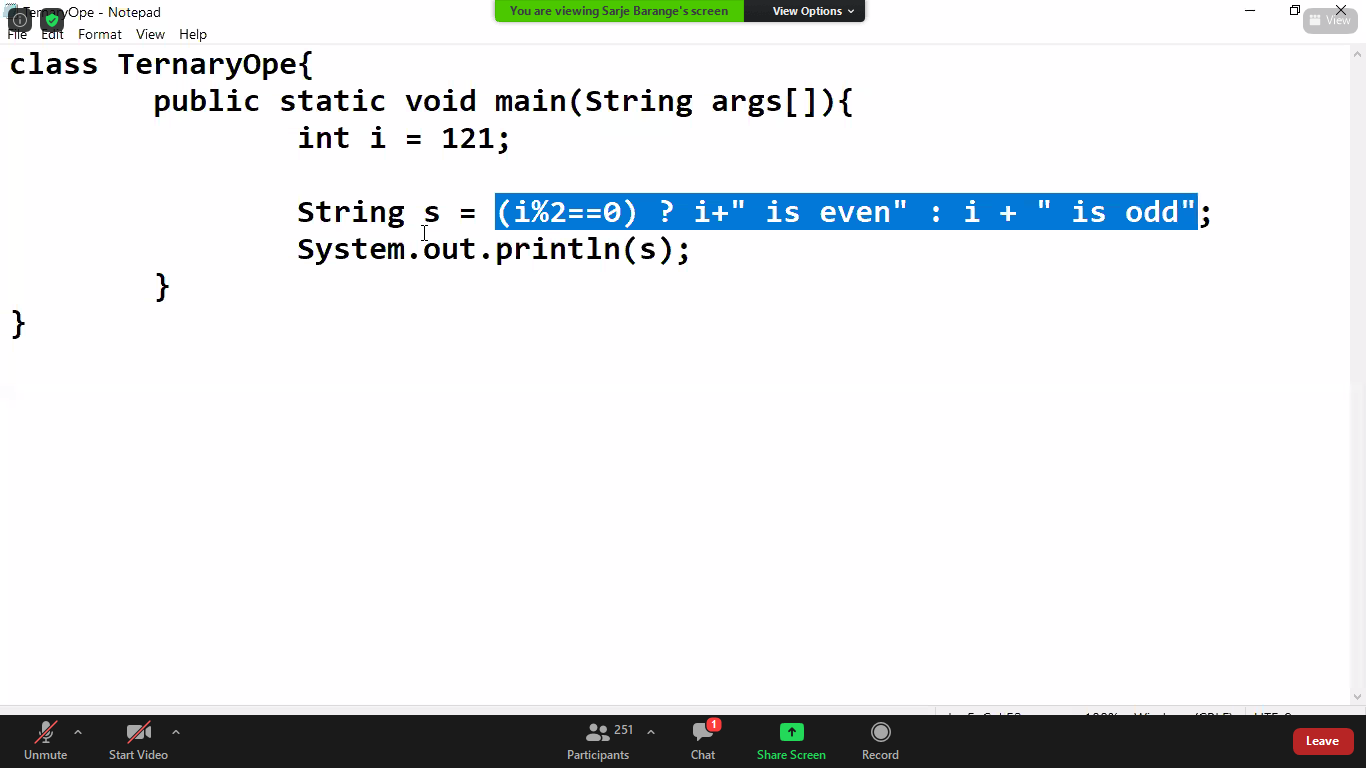 TernaryOpe - Notepad
You are viewing Sarje Barange's screen View Options
View
File Edit Format View Help
class TernaryOpe{
public static void main(String args[]){
int i = 121;
String s = (i%2==0) ? i+" is even" : i + " is odd";
System.out.println(s);
}
}
Unmute Start Video 251 Participants 1 Chat Share Screen Record Leave